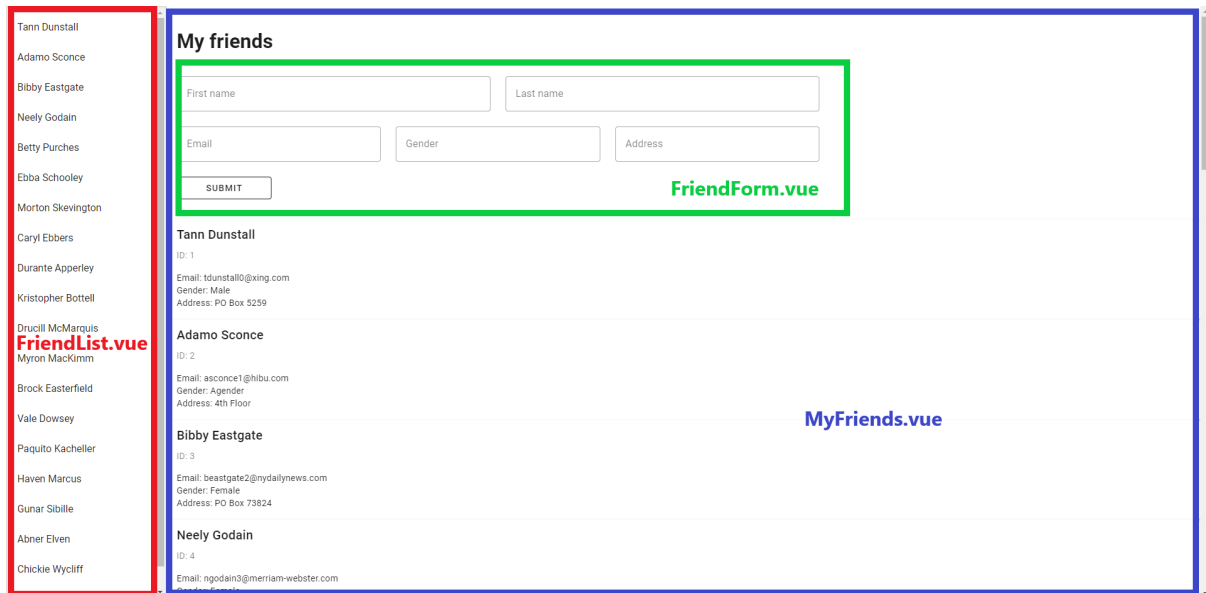 Tann Dunstall
Adamo Sconce
Bibby Eastgate
Neely Godain
Betty Purches
Ebba Schooley
Morton Skevington
Caryl Ebbers
Durante Apperley
Kristopher Bottell
Drucill McMarquis
FriendList.vue
Myron MacKimm
Brock Easterfield
Vale Dowsey
Paquito Kacheller
Haven Marcus
Gunar Sibille
Abner Elven
Chickie Wycliff
My friends
First name
Last name
Email
Gender
Address
SUBMIT
FriendForm.vue
Tann Dunstall
ID: 1
Email: tdunstall0@xing.com
Gender: Male
Address: PO Box 5259
Adamo Sconce
ID: 2
Email: asconce1@hibu.com
Gender: Agender
Address: 4th Floor
MyFriends.vue
Bibby Eastgate
ID: 3
Email: beastgate2@nydailynews.com
Gender: Female
Address: PO Box 73824
Neely Godain
ID: 4
Email: ngodain3@merriam-webster.com
Gender: Female